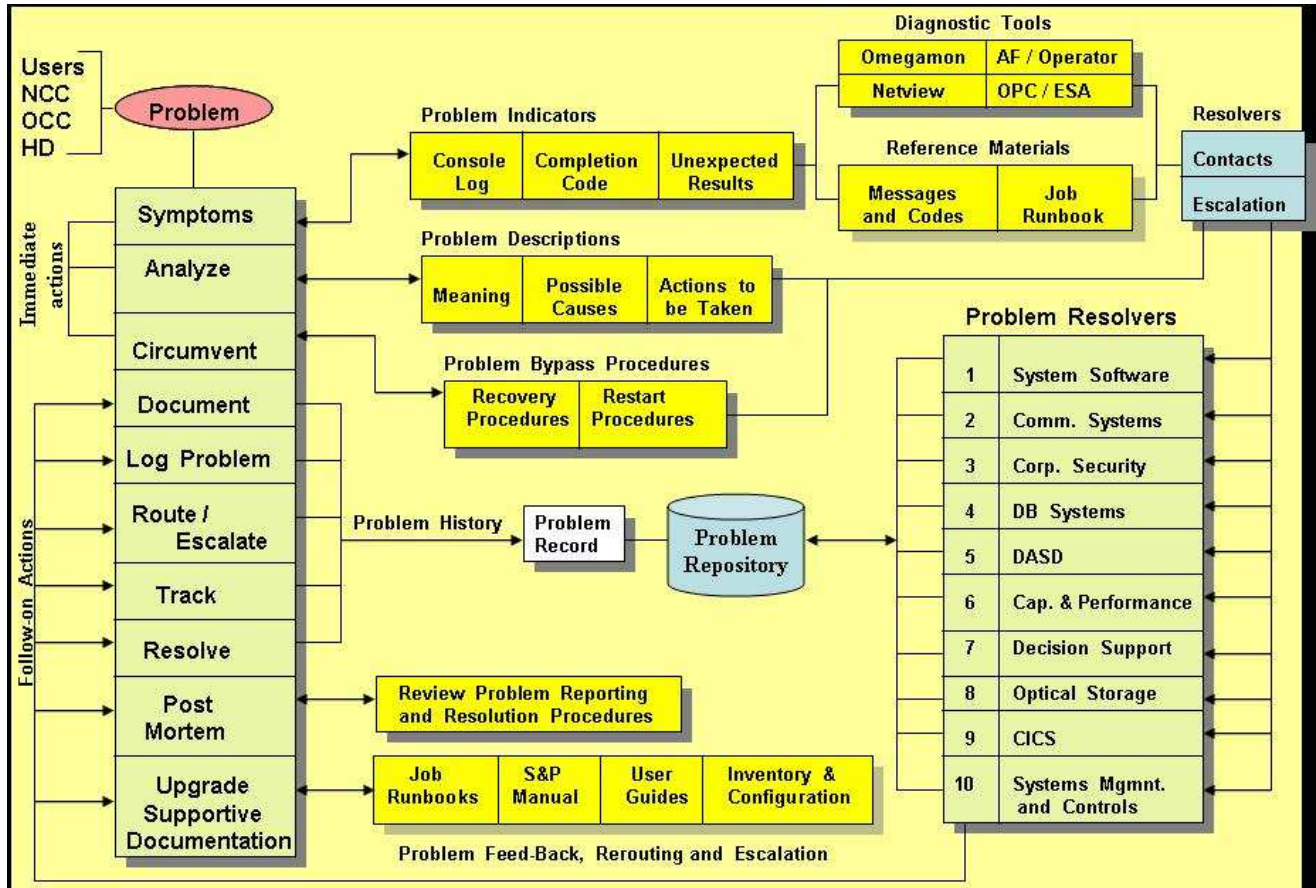 Users
NCC
OCC
HD
Problem
Immediate
actions
Symptoms
Analyze
Circumvent
Follow-on Actions
Document
Log Problem
Route /
Escalate
Track
Resolve
Post
Mortem
Upgrade
Supportive
Documentation
Problem Indicators
Console
Log
Completion
Code
Unexpected
Results
Problem Descriptions
Meaning
Possible
Causes
Actions to
be Taken
Problem Bypass Procedures
Recovery
Procedures
Restart
Procedures
Diagnostic Tools
Omegamon
AF / Operator
Netview
OPC / ESA
Reference Materials
Messages
and Codes
Job
Runbook
Resolvers
Contacts
Escalation
Problem History
Problem
Record
Problem
Repository
Problem Resolvers
1 System Software
2 Comm. Systems
3 Corp. Security
4 DB Systems
5 DASD
6 Cap. & Performance
7 Decision Support
8 Optical Storage
9 CICS
10 Systems Mgmnt.
and Controls
Review Problem Reporting
and Resolution Procedures
Job
Runbooks
S&P
Manual
User
Guides
Inventory &
Configuration
Problem Feed-Back, Rerouting and Escalation